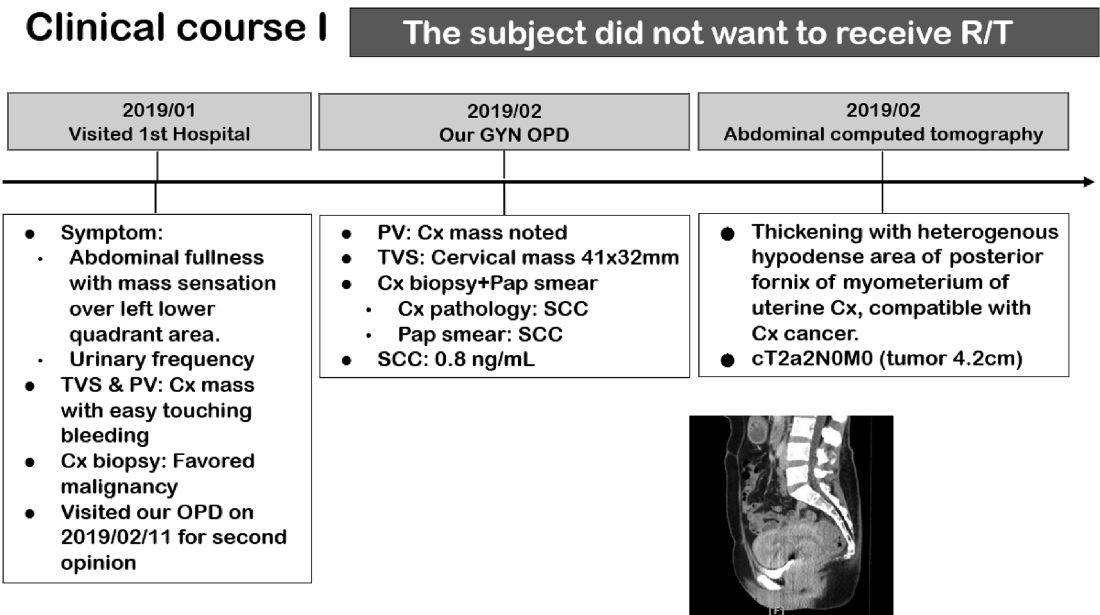 Clinical course I
The subject did not want to receive R/T
2019/01
Visited 1st Hospital
2019/02
Our GYN OPD
2019/02
Abdominal computed tomography
● Symptom:
· Abdominal fullness
with mass sensation
over left lower
quadrant area.
· Urinary frequency
● TVS & PV: Cx mass
with easy touching
bleeding
● Cx biopsy: Favored
malignancy
● Visited our OPD on
2019/02/11 for second
opinion
● PV: Cx mass noted
● TVS: Cervical mass 41x32mm
● Cx biopsy+Pap smear
· Cx pathology: SCC
· Pap smear: SCC
● SCC: 0.8 ng/mL
● Thickening with heterogenous
hypodense area of posterior
fornix of myometerium of
uterine Cx, compatible with
Cx cancer.
● cT2a2N0M0 (tumor 4.2cm)
[F]